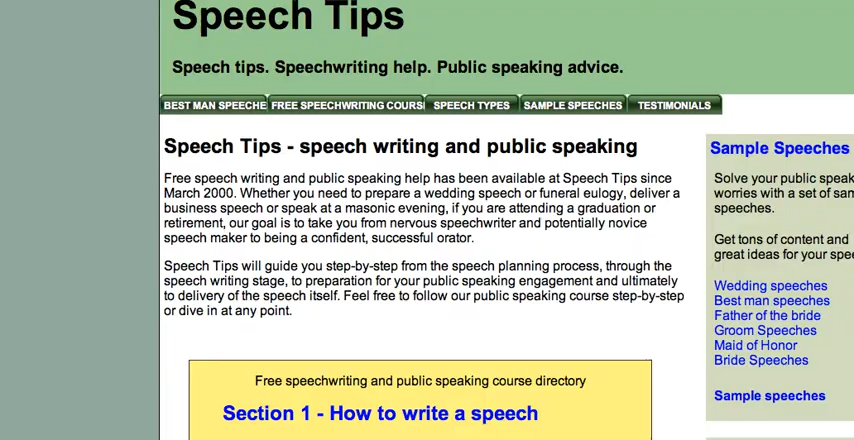 Speech Tips
Speech tips. Speechwriting help. Public speaking advice.
BEST MAN SPEECHE FREE SPEECHWRITING COURS SPEECH TYPES SAMPLE SPEECHES TESTIMONIALS
Speech Tips - speech writing and public speaking
Free speech writing and public speaking help has been available at Speech Tips since
March 2000. Whether you need to prepare a wedding speech or funeral eulogy, deliver a
business speech or speak at a masonic evening, if you are attending a graduation or
retirement, our goal is to take you from nervous speechwriter and potentially novice
speech maker to being a confident, successful orator.
Speech Tips will guide you step-by-step from the speech planning process, through the
speech writing stage, to preparation for your public speaking engagement and ultimately
to delivery of the speech itself. Feel free to follow our public speaking course step-by-step
or dive in at any point.
Free speechwriting and public speaking course directory
Section 1 - How to write a speech
Sample Speeches
Solve your public speak
worries with a set of sam
speeches.
Get tons of content and
great ideas for your spee
Wedding speeches
Best man speeches
Father of the bride
Groom Speeches
Maid of Honor
Bride Speeches
Sample speeches